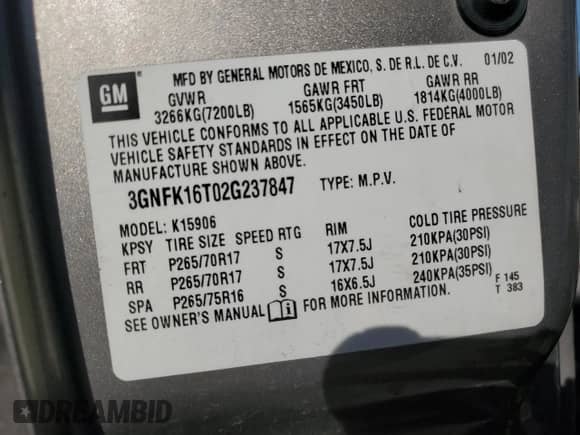 GM
MFD BY GENERAL MOTORS DE MEXICO, S. DE R.L. DE C.V. 01/02
GVWR GAWR FRT GAWR RR
3266KG(7200LB) 1565KG(3450LB) 1814KG(4000LB)
THIS VEHICLE CONFORMS TO ALL APPLICABLE U.S. FEDERAL MOTOR
VEHICLE SAFETY STANDARDS IN EFFECT ON THE DATE OF
MANUFACTURE SHOWN ABOVE.
3GNFK16T02G237847 TYPE: M.P.V.
MODEL: K15906
KPSY TIRE SIZE SPEED RTG RIM COLD TIRE PRESSURE
FRT P265/70R17 S 17X7.5J 210KPA(30PSI)
RR P265/70R17 S 17X7.5J 210KPA(30PSI)
SPA P265/75R16 S 16X6.5J 240KPA(35PSI) F 145
SEE OWNER'S MANUAL FOR MORE INFORMATION. T 383
DREAMBID